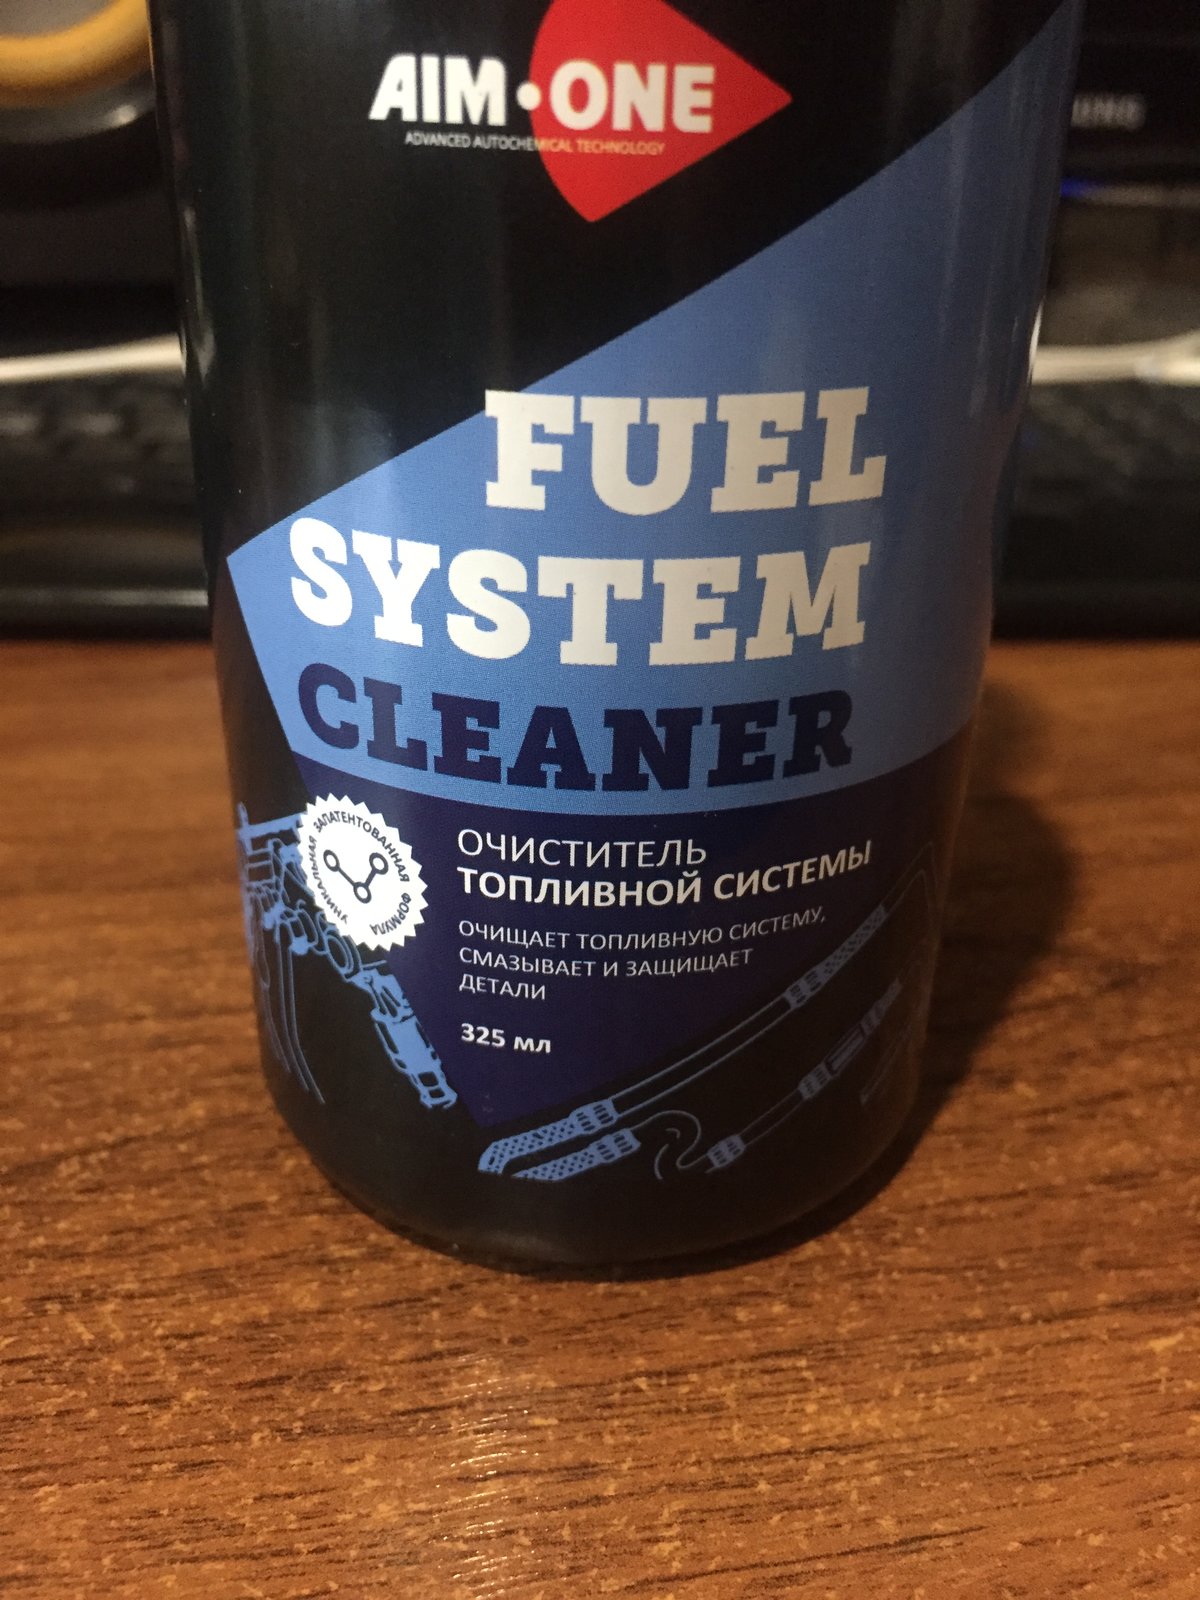 AIM·ONE
ADVANCED AUTOCHEMICAL TECHNOLOGY
FUEL
SYSTEM
CLEANER
УНИКАЛЬНАЯ ЗАПАТЕНТОВАННАЯ ФОРМУЛА
ОЧИСТИТЕЛЬ
ТОПЛИВНОЙ СИСТЕМЫ
ОЧИЩАЕТ ТОПЛИВНУЮ СИСТЕМУ,
СМАЗЫВАЕТ И ЗАЩИЩАЕТ
ДЕТАЛИ
325 мл